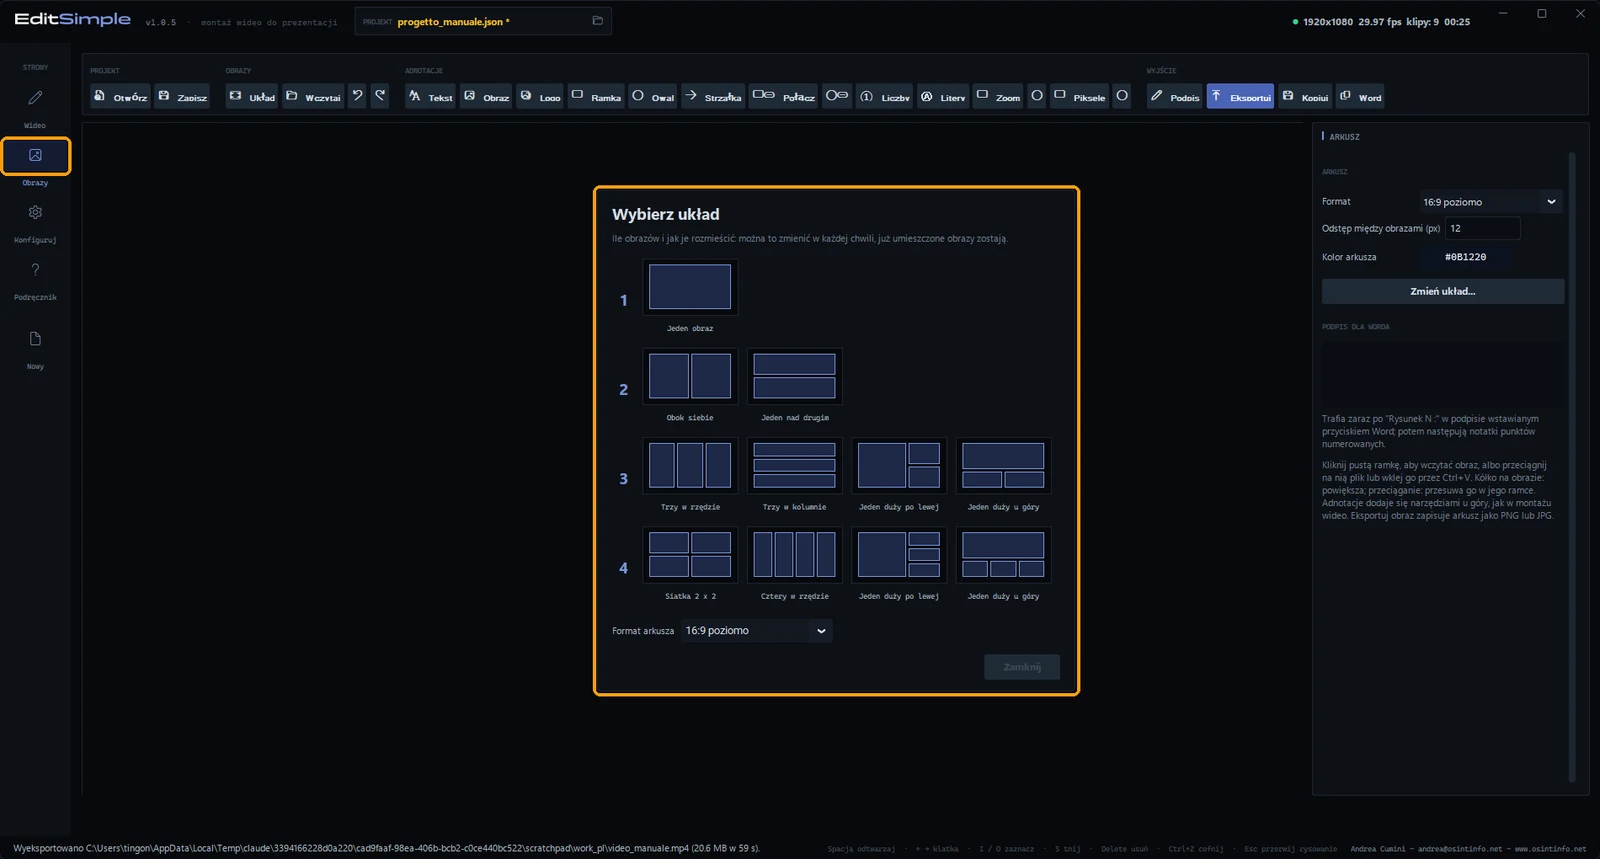 EditSimple v1.0.5 · montaż wideo do prezentacji
PROJEKT progetto_manuale.json *
1920x1080 29.97 fps klipy: 9 00:25
STRONY
Wideo
Obrazy
Konfiguruj
?
Podręcznik
Nowy
PROJEKT
Otwórz
Zapisz
OBRAZY
Układ
Wczytaj
ADNOTACJE
Tekst
Obraz
Logo
Ramka
Owal
Strzałka
Połącz
Liczby
Litery
Zoom
Piksele
WYJŚCIE
Podpis
Eksportuj
Kopiuj
Word
Wybierz układ
Ile obrazów i jak je rozmieścić: można to zmienić w każdej chwili, już umieszczone obrazy zostają.
1
Jeden obraz
2
Obok siebie
Jeden nad drugim
3
Trzy w rzędzie
Trzy w kolumnie
Jeden duży po lewej
Jeden duży u góry
4
Siatka 2 x 2
Cztery w rzędzie
Jeden duży po lewej
Jeden duży u góry
Format arkusza 16:9 poziomo
Zamknij
ARKUSZ
ARKUSZ
Format 16:9 poziomo
Odstęp między obrazami (px) 12
Kolor arkusza #0B1220
Zmień układ...
PODPIS DLA WORDA
Trafia zaraz po "Rysunek N :" w podpisie wstawianym
przyciskiem Word; potem następują notatki punktów
numerowanych.
Kliknij pustą ramkę, aby wczytać obraz, albo przeciągnij
na nią plik lub wklej go przez Ctrl+V. Kółko na obrazie:
powiększa; przeciąganie: przesuwa go w jego ramce.
Adnotacje dodaje się narzędziami u góry, jak w montażu
wideo. Eksportuj obraz zapisuje arkusz jako PNG lub JPG.
Wyeksportowano C:\Users\tingon\AppData\Local\Temp\claude\3394166228d0a220\cad9faaf-98ea-406b-bcb2-c0ce440bc522\scratchpad\work_pl\video_manuale.mp4 (20.6 MB w 59 s).
Spacja odtwarzaj · ← → klatka · I / O zaznacz · S tnij · Delete usuń · Ctrl+Z cofnij · Esc przerwij rysowanie
Andrea Cumini — andrea@osintinfo.net — www.osintinfo.net